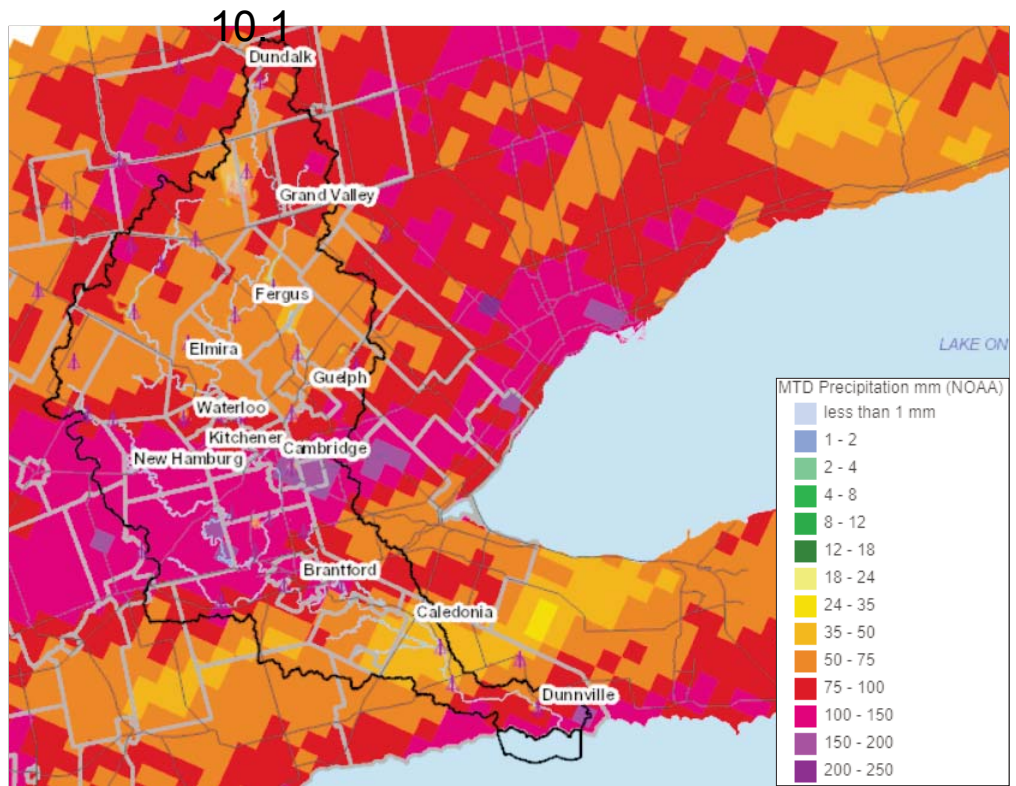 10.1
Dundalk
Grand Valley
Fergus
Elmira
Guelph
Waterloo
Kitchener
Cambridge
New Hamburg
Brantford
Caledonia
Dunnville
LAKE ON
MTD Precipitation mm (NOAA)
less than 1 mm
1 - 2
2 - 4
4 - 8
8 - 12
12 - 18
18 - 24
24 - 35
35 - 50
50 - 75
75 - 100
100 - 150
150 - 200
200 - 250